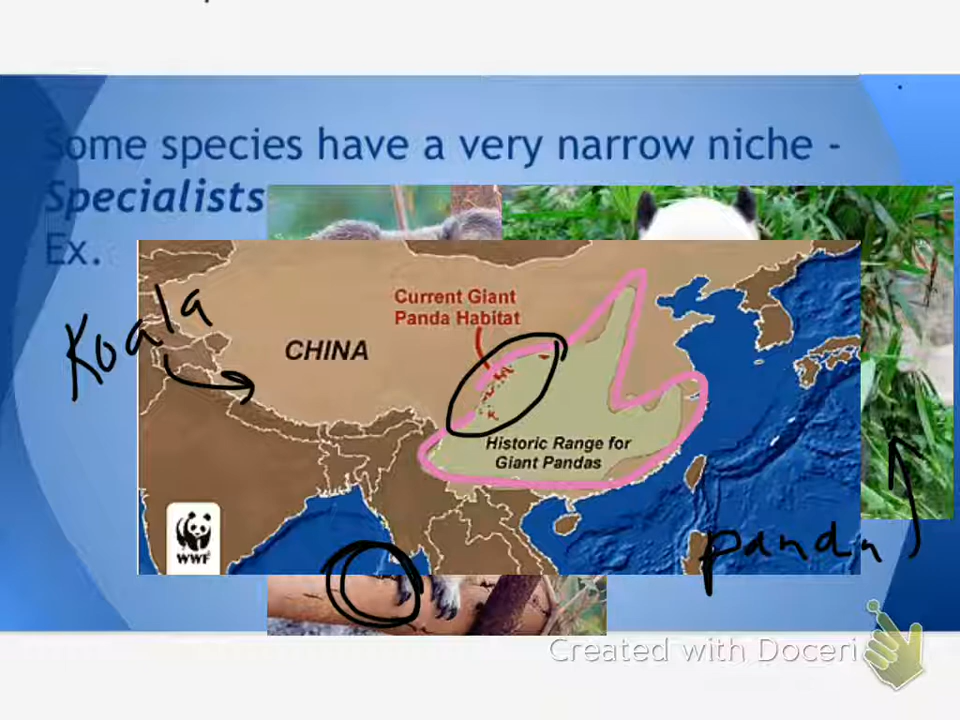 Some species have a very narrow niche -
Specialists
Ex.
Koala
Current Giant
Panda Habitat
CHINA
Historic Range for
Giant Pandas
WWF
panda
Created with Doceri